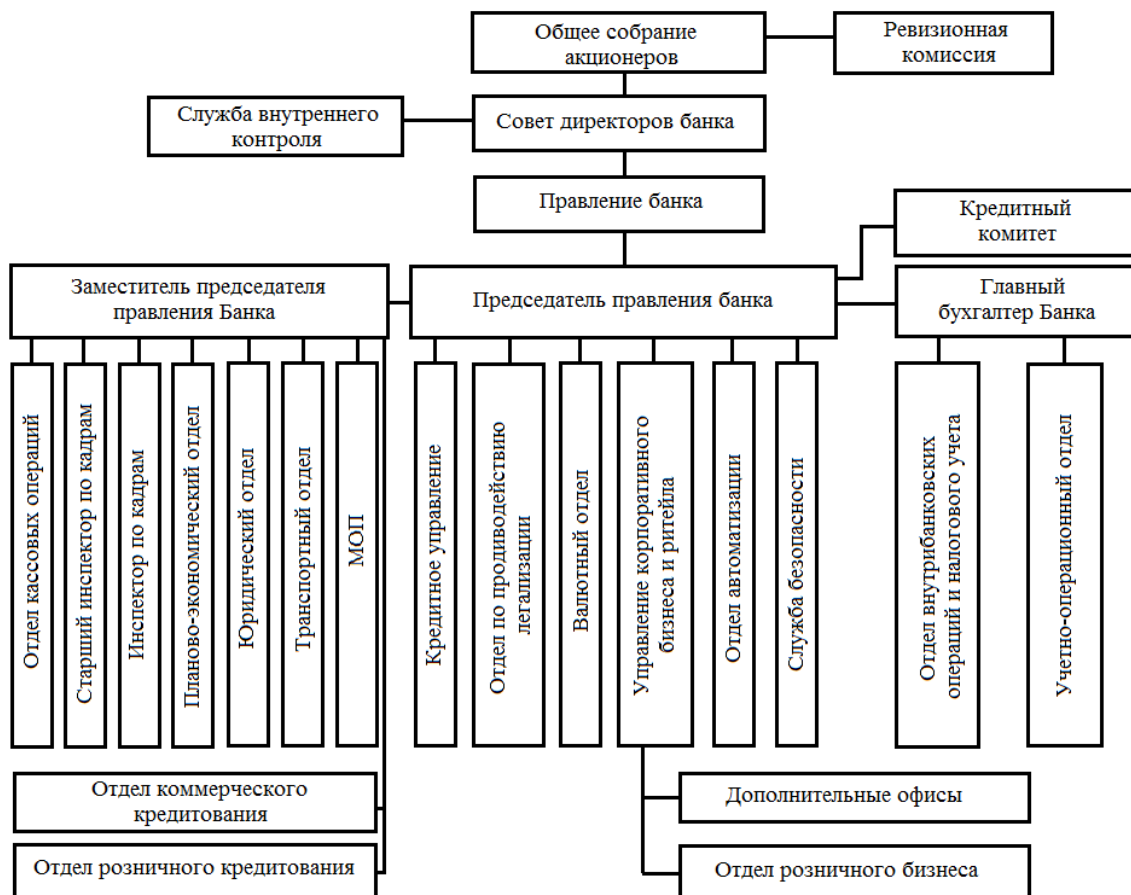 Общее собрание
акционеров
Ревизионная
комиссия
Служба внутреннего
контроля
Совет директоров банка
Правление банка
Кредитный
комитет
Заместитель председателя
правления Банка
Председатель правления банка
Главный
бухгалтер Банка
Отдел кассовых операций
Старший инспектор по кадрам
Инспектор по кадрам
Планово-экономический отдел
Юридический отдел
Транспортный отдел
МОП
Кредитное управление
Отдел по продиводействию
легализации
Валютный отдел
Управление корпоративного
бизнеса и ритейла
Отдел автоматизации
Служба безопасности
Отдел внутрибанковских
операций и налогового учета
Учетно-операционный отдел
Отдел коммерческого
кредитования
Дополнительные офисы
Отдел розничного кредитования
Отдел розничного бизнеса